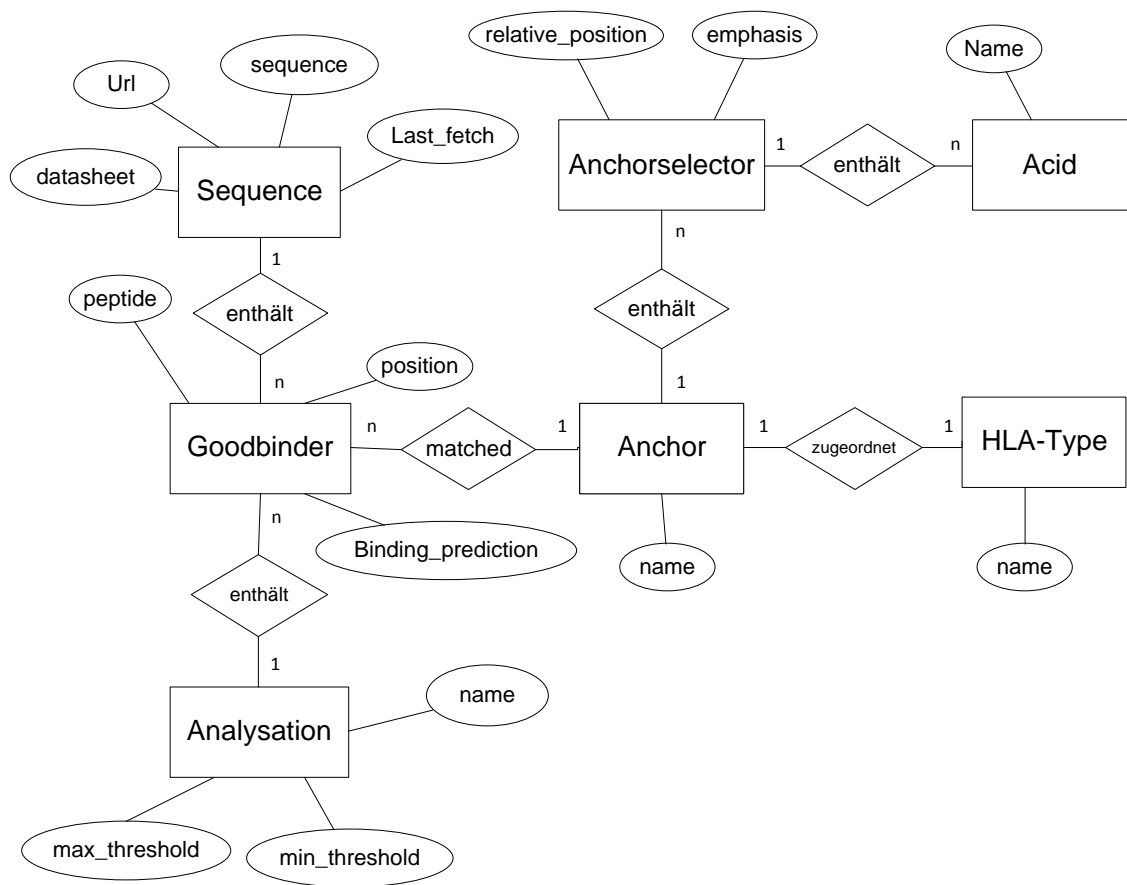 relative_position
emphasis
Name
sequence
Url
Last_fetch
datasheet
Sequence
Anchorselector
1
enthält
n
Acid
1
n
enthält
peptide
enthält
position
n
1
Goodbinder
n
matched
1
Anchor
1
zugeordnet
1
HLA-Type
n
Binding_prediction
name
name
enthält
1
name
Analysation
max_threshold
min_threshold